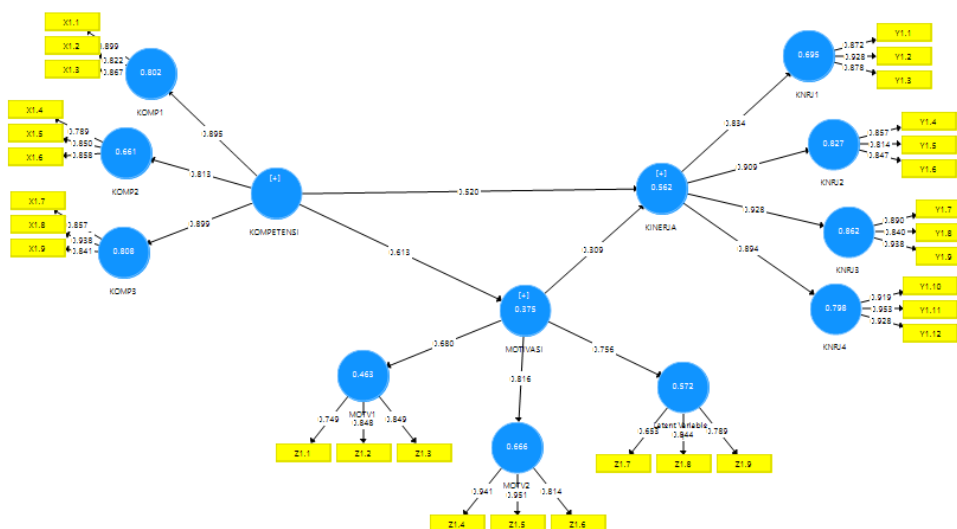 X1.1
X1.2
X1.3
0.899
0.822
0.867
0.802
KOMP1
X1.4
X1.5
X1.6
0.789
0.850
0.858
0.661
KOMP2
X1.7
X1.8
X1.9
0.857
0.938
0.841
0.808
KOMP3
0.895
0.813
0.899
[+]
KOMPETENSI
0.520
0.613
[+]
0.562
KINERJA
0.309
[+]
0.375
MOTIVASI
0.834
0.909
0.928
0.894
0.695
KNRJ1
0.872
0.928
0.878
Y1.1
Y1.2
Y1.3
0.827
KNRJ2
0.857
0.814
0.847
Y1.4
Y1.5
Y1.6
0.862
KNRJ3
0.890
0.840
0.938
Y1.7
Y1.8
Y1.9
0.798
KNRJ4
0.919
0.953
0.928
Y1.10
Y1.11
Y1.12
0.680
0.816
0.756
0.463
MOTV1
0.749
0.848
0.849
Z1.1
Z1.2
Z1.3
0.666
MOTV2
0.941
0.951
0.814
Z1.4
Z1.5
Z1.6
0.572
Latent Variable
0.844
0.789
Z1.7
Z1.8
Z1.9